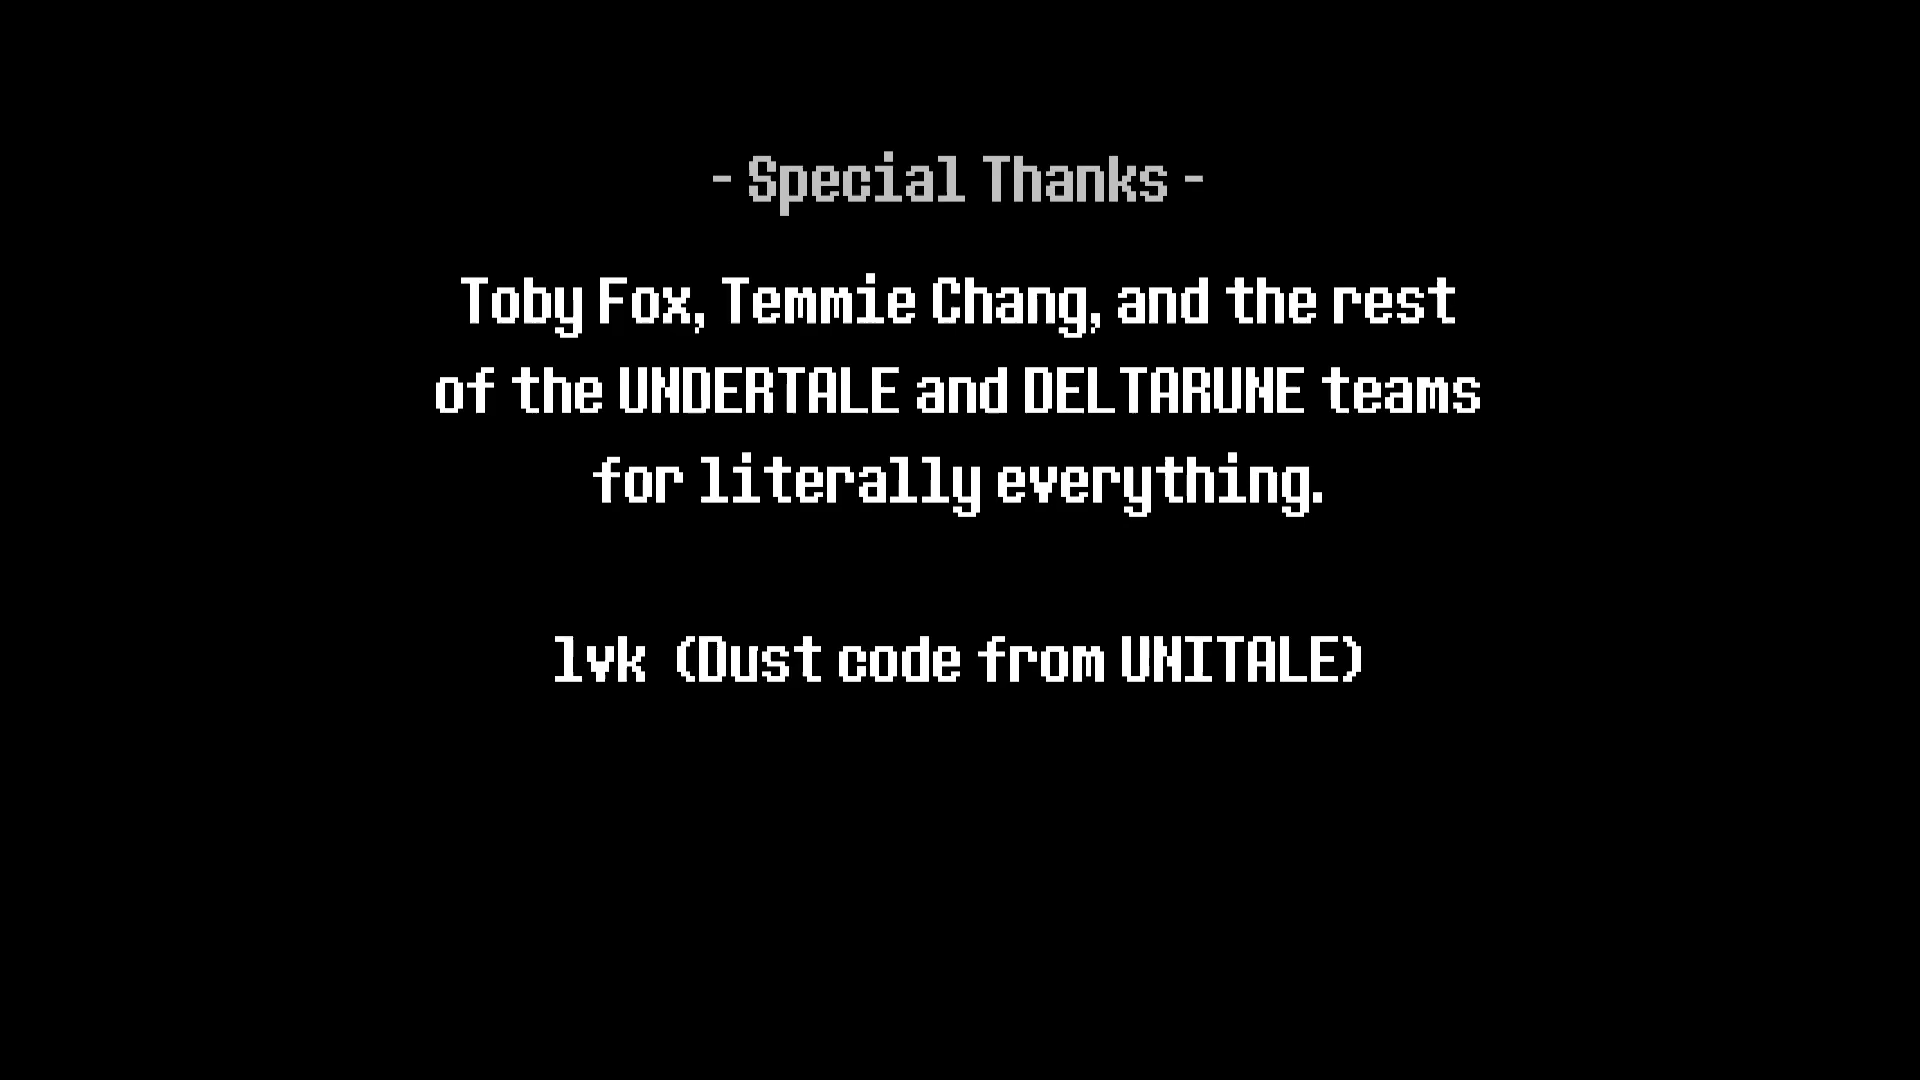 - Special Thanks -
Toby Fox, Temmie Chang, and the rest
of the UNDERTALE and DELTARUNE teams
for literally everything.
lvk (Dust code from UNITALE)